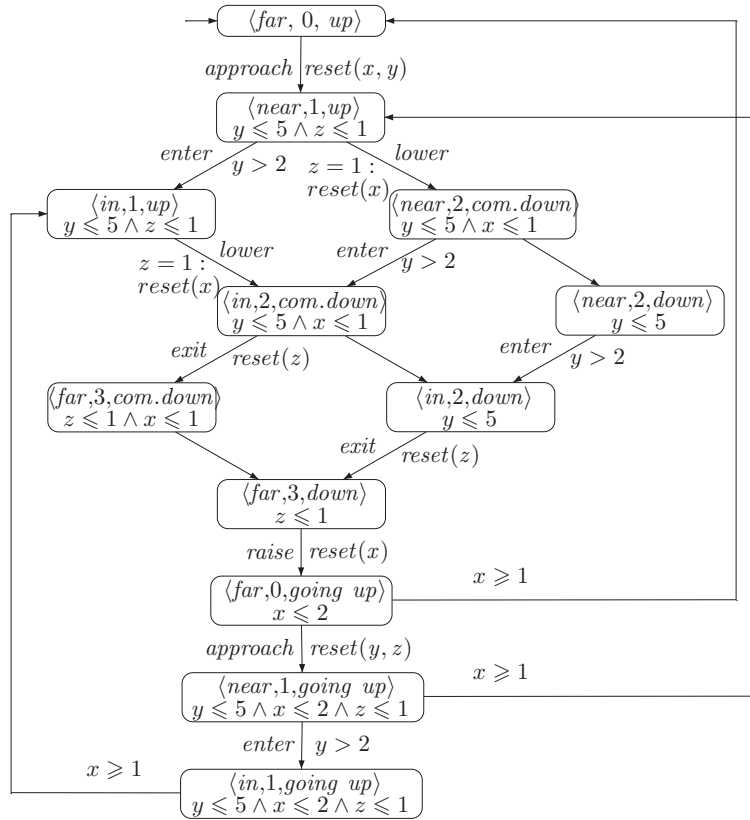 ⟨far, 0, up⟩
approach reset(x, y)
⟨near,1,up⟩
y ⩽ 5 ∧ z ⩽ 1
enter y > 2 z = 1 : lower
reset(x)
⟨in,1,up⟩
y ⩽ 5 ∧ z ⩽ 1
⟨near,2,com.down⟩
y ⩽ 5 ∧ x ⩽ 1
z = 1 : lower
reset(x)
enter y > 2
⟨in,2,com.down⟩
y ⩽ 5 ∧ x ⩽ 1
⟨near,2,down⟩
y ⩽ 5
exit reset(z)
enter y > 2
⟨far,3,com.down⟩
z ⩽ 1 ∧ x ⩽ 1
⟨in,2,down⟩
y ⩽ 5
exit reset(z)
⟨far,3,down⟩
z ⩽ 1
raise reset(x)
⟨far,0,going up⟩
x ⩽ 2
x ⩾ 1
approach reset(y, z)
⟨near,1,going up⟩
y ⩽ 5 ∧ x ⩽ 2 ∧ z ⩽ 1
x ⩾ 1
enter y > 2
x ⩾ 1
⟨in,1,going up⟩
y ⩽ 5 ∧ x ⩽ 2 ∧ z ⩽ 1